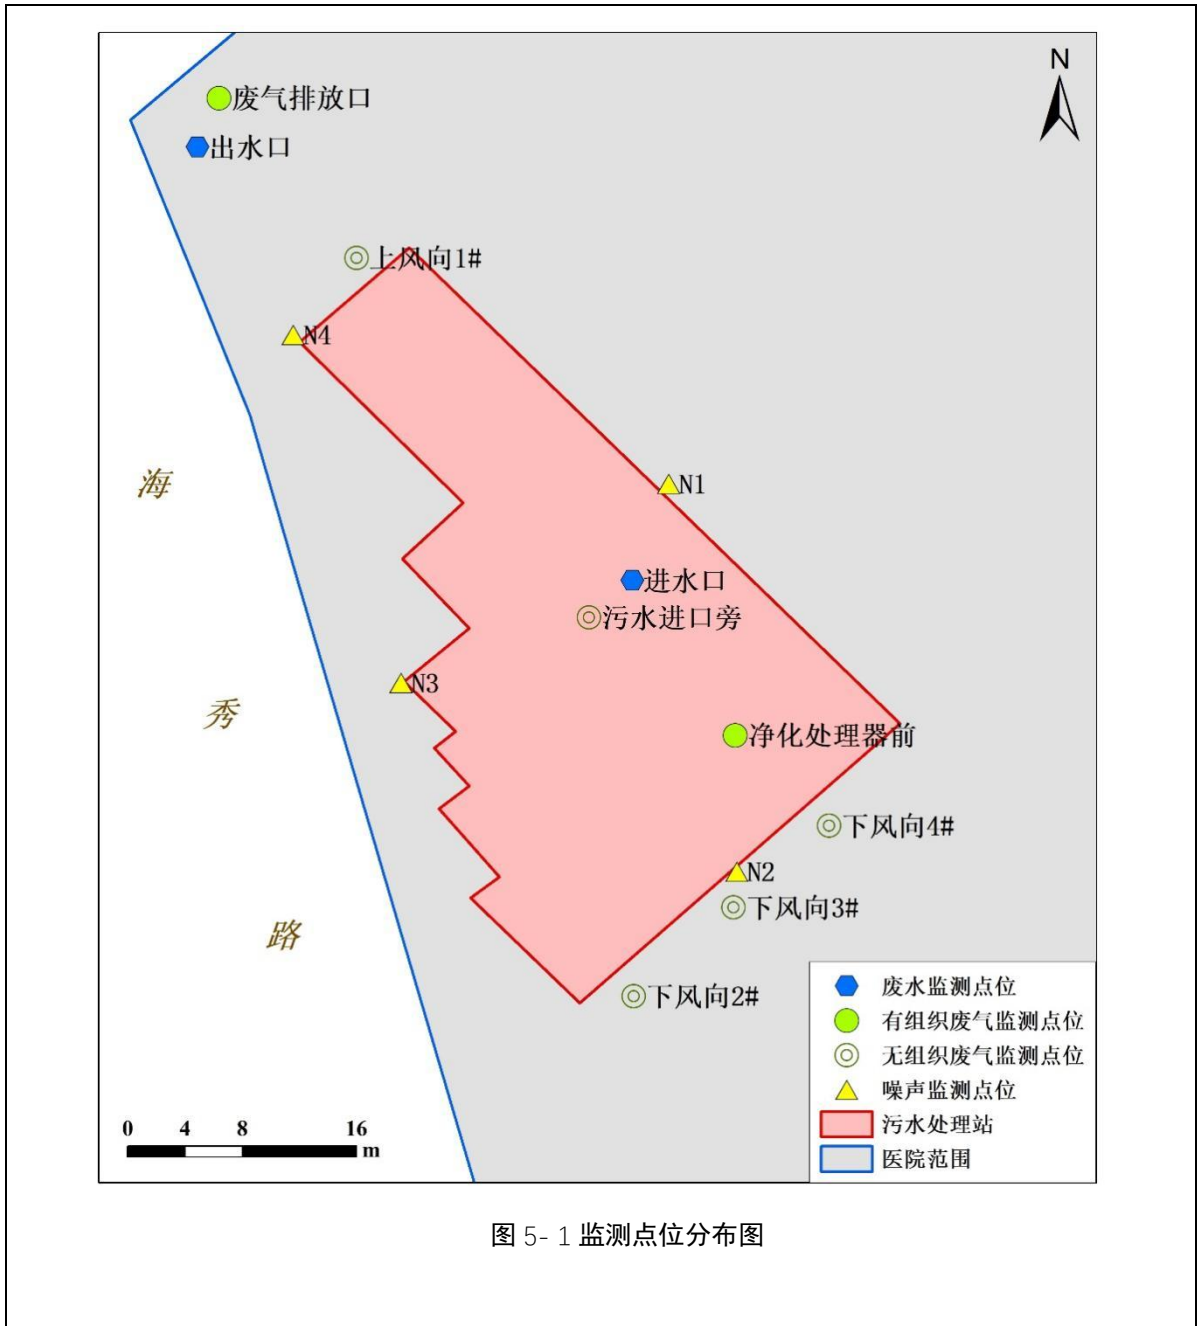 N
废气排放口
出水口
上风向1#
N4
海
N1
进水口
污水进口旁
N3
秀
净化处理器前
下风向4#
N2
下风向3#
路
下风向2#
废水监测点位
有组织废气监测点位
无组织废气监测点位
噪声监测点位
污水处理站
医院范围
0 4 8 16
m
图 5- 1 监测点位分布图